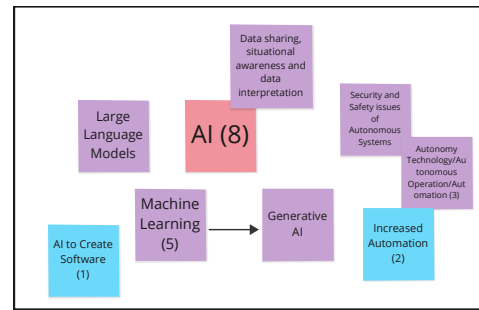 Data sharing,
situational
awareness and
data
interpretation
Large
Language
Models
AI (8)
Security and
Safety issues of
Autonomous
Systems
Autonomy
Technology/Au
tonomous
Operation/Aut
omation (3)
Machine
Learning
(5)
Generative
AI
AI to Create
Software
(1)
Increased
Automation
(2)